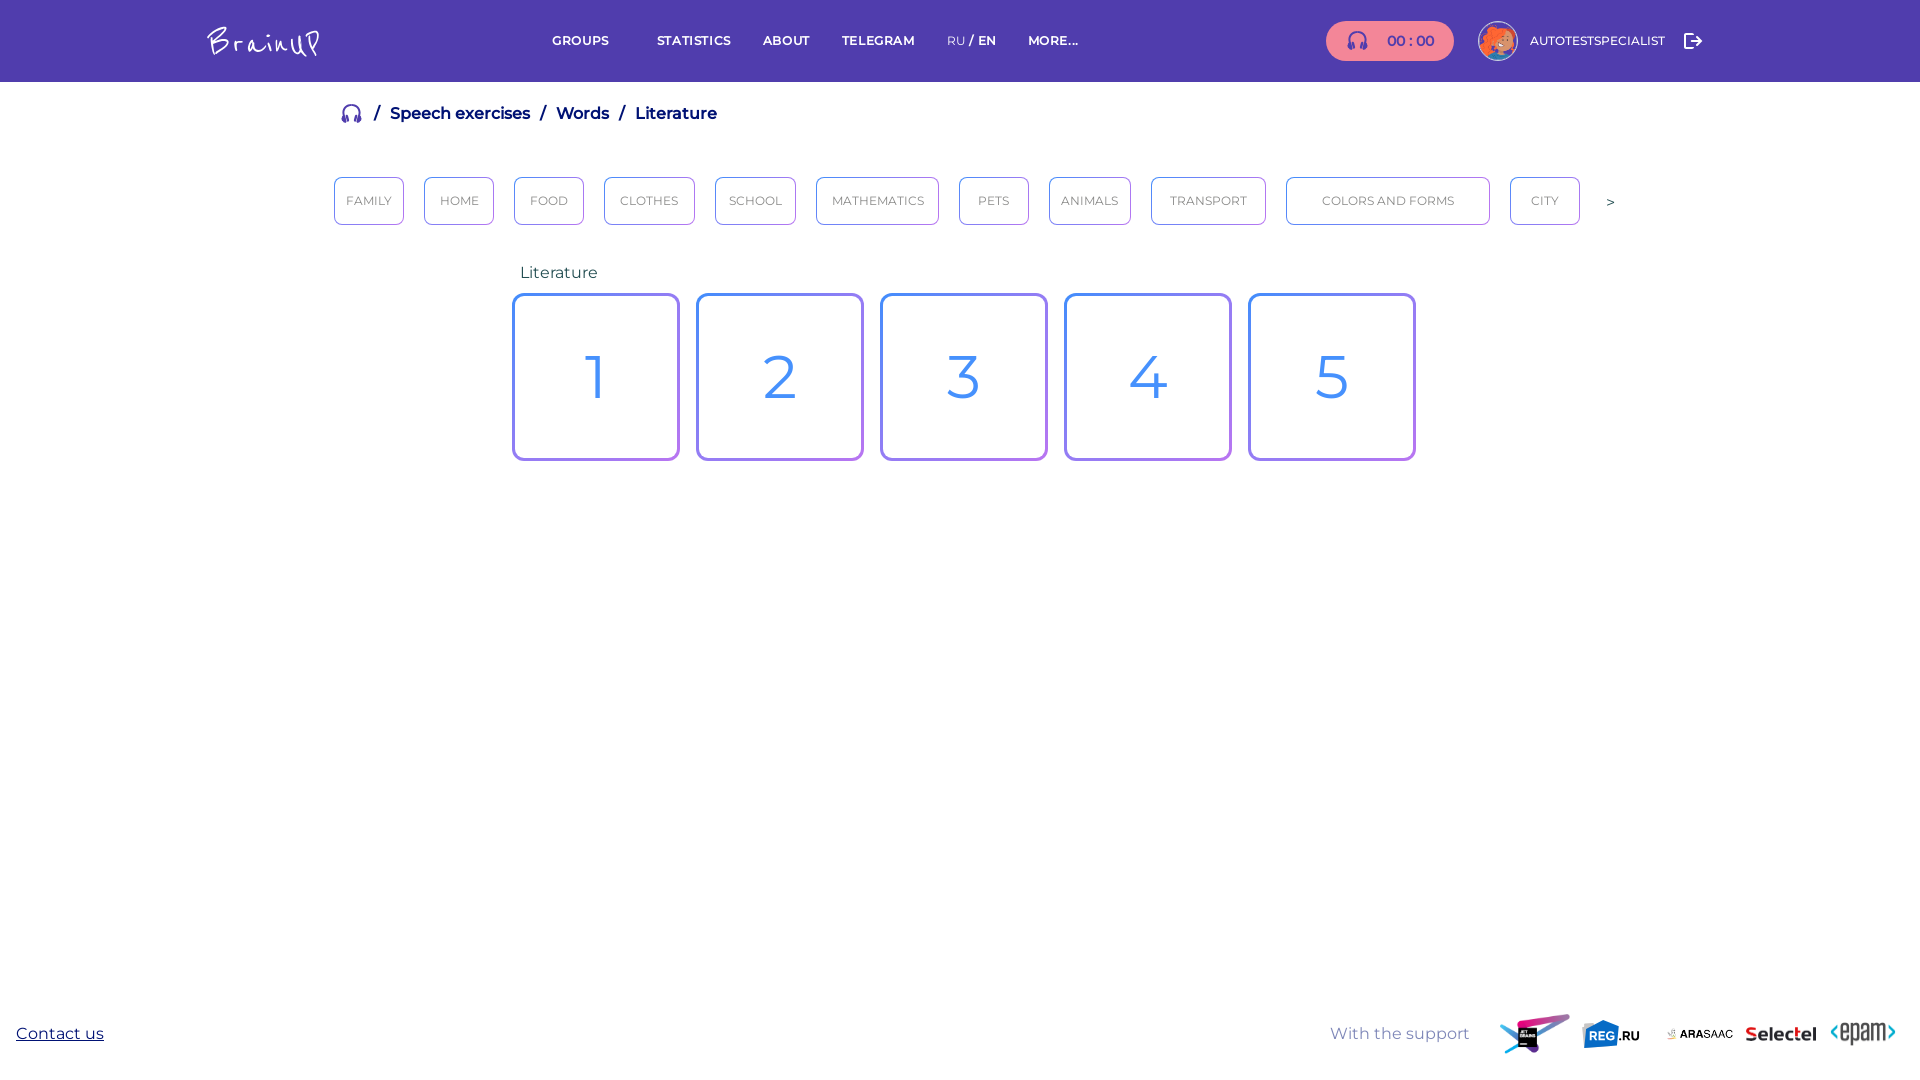 BrainUP GROUPS STATISTICS ABOUT TELEGRAM RU / EN MORE... 00 : 00 AUTOTESTSPECIALIST
/ Speech exercises / Words / Literature
FAMILY HOME FOOD CLOTHES SCHOOL MATHEMATICS PETS ANIMALS TRANSPORT COLORS AND FORMS CITY >
Literature
1 2 3 4 5
Contact us With the support JET BRAINS REG.RU ARASAAC Selectel <epam>